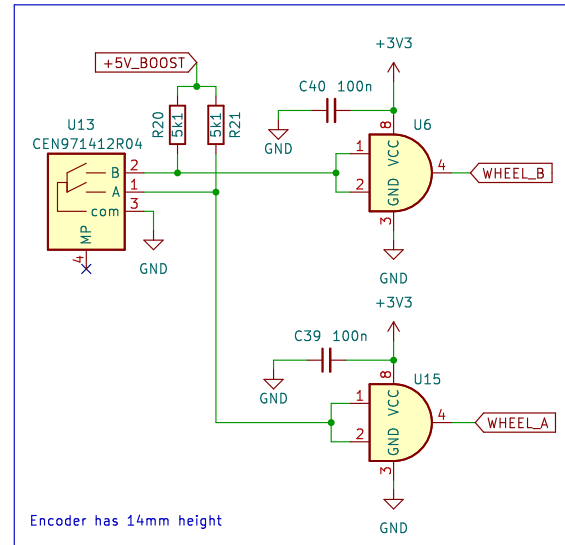 +5V_BOOST
U13
CEN971412R04
R20
5k1
5k1
R21
B
2
A
1
com
3
MP
4
GND
+3V3
C40 100n
GND
8
U6
1
VCC
2
GND
4
WHEEL_B
3
GND
+3V3
C39 100n
GND
8
U15
1
VCC
2
GND
4
WHEEL_A
3
GND
Encoder has 14mm height